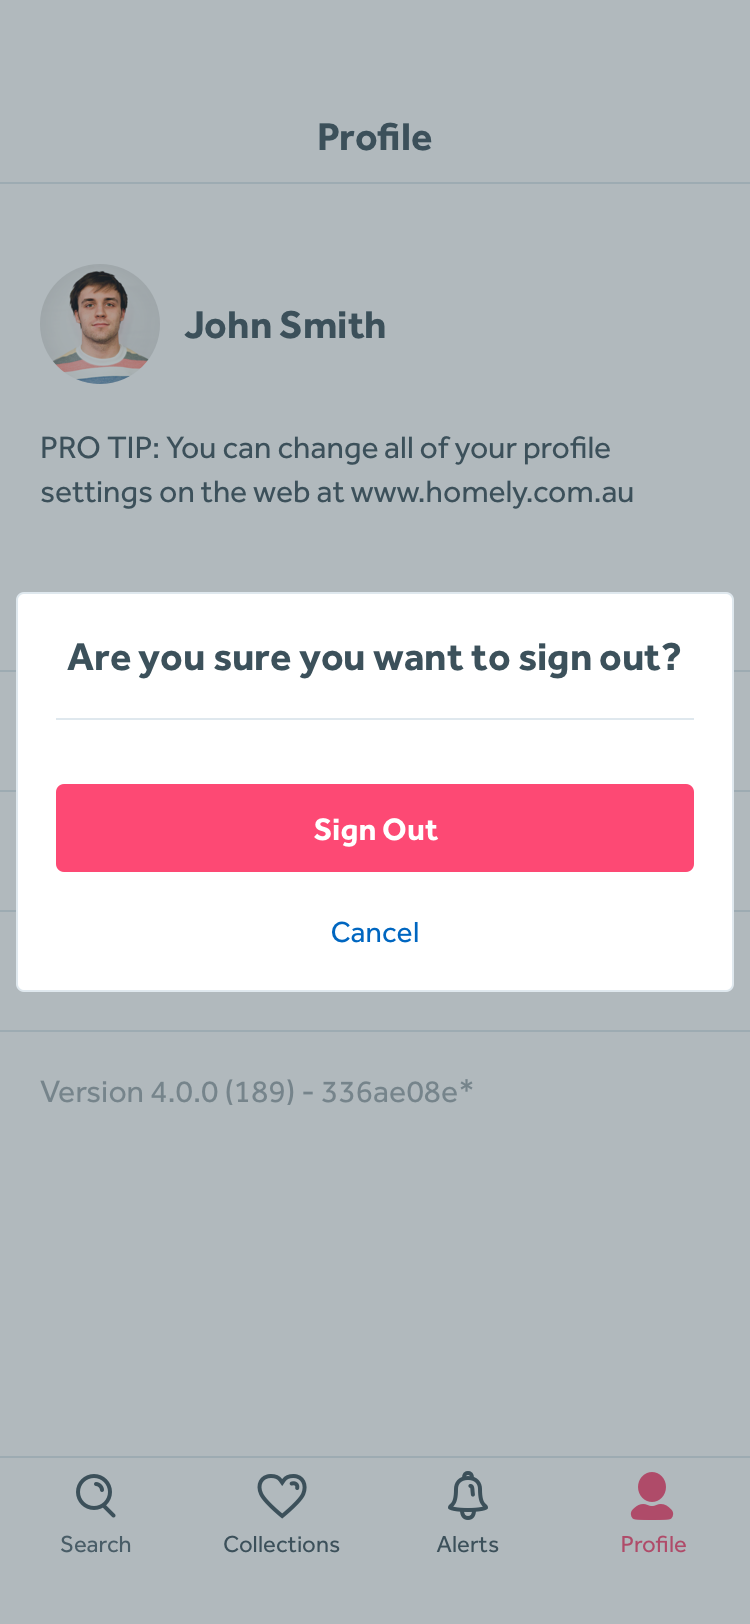 Profile
John Smith
PRO TIP: You can change all of your profile
settings on the web at www.homely.com.au
Are you sure you want to sign out?
Sign Out
Cancel
Version 4.0.0 (189) - 336ae08e*
Search
Collections
Alerts
Profile